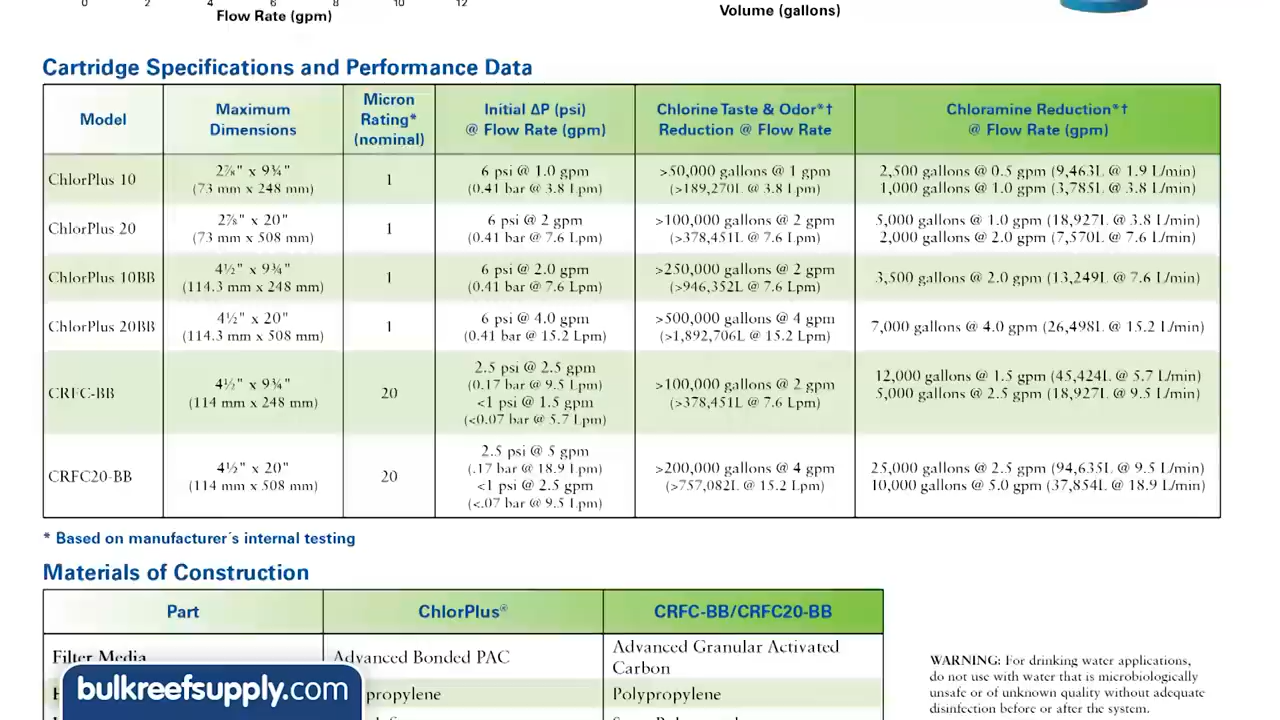 0 2 4 6 8 10 12
Flow Rate (gpm)
Volume (gallons)
Cartridge Specifications and Performance Data
Model
Maximum
Dimensions
Micron
Rating*
(nominal)
Initial ΔP (psi)
@ Flow Rate (gpm)
Chlorine Taste & Odor*†
Reduction @ Flow Rate
Chloramine Reduction*†
@ Flow Rate (gpm)
ChlorPlus 10
2⅞" x 9¾"
(73 mm x 248 mm)
1
6 psi @ 1.0 gpm
(0.41 bar @ 3.8 Lpm)
>50,000 gallons @ 1 gpm
(>189,270L @ 3.8 Lpm)
2,500 gallons @ 0.5 gpm (9,463L @ 1.9 L/min)
1,000 gallons @ 1.0 gpm (3,785L @ 3.8 L/min)
ChlorPlus 20
2⅞" x 20"
(73 mm x 508 mm)
1
6 psi @ 2 gpm
(0.41 bar @ 7.6 Lpm)
>100,000 gallons @ 2 gpm
(>378,451L @ 7.6 Lpm)
5,000 gallons @ 1.0 gpm (18,927L @ 3.8 L/min)
2,000 gallons @ 2.0 gpm (7,570L @ 7.6 L/min)
ChlorPlus 10BB
4½" x 9¾"
(114.3 mm x 248 mm)
1
6 psi @ 2.0 gpm
(0.41 bar @ 7.6 Lpm)
>250,000 gallons @ 2 gpm
(>946,352L @ 7.6 Lpm)
3,500 gallons @ 2.0 gpm (13,249L @ 7.6 L/min)
ChlorPlus 20BB
4½" x 20"
(114.3 mm x 508 mm)
1
6 psi @ 4.0 gpm
(0.41 bar @ 15.2 Lpm)
>500,000 gallons @ 4 gpm
(>1,892,706L @ 15.2 Lpm)
7,000 gallons @ 4.0 gpm (26,498L @ 15.2 L/min)
CRFC-BB
4½" x 9¾"
(114 mm x 248 mm)
20
2.5 psi @ 2.5 gpm
(0.17 bar @ 9.5 Lpm)
<1 psi @ 1.5 gpm
(<0.07 bar @ 5.7 Lpm)
>100,000 gallons @ 2 gpm
(>378,451L @ 7.6 Lpm)
12,000 gallons @ 1.5 gpm (45,424L @ 5.7 L/min)
5,000 gallons @ 2.5 gpm (18,927L @ 9.5 L/min)
CRFC20-BB
4½" x 20"
(114 mm x 508 mm)
20
2.5 psi @ 5 gpm
(.17 bar @ 18.9 Lpm)
<1 psi @ 2.5 gpm
(<.07 bar @ 9.5 Lpm)
>200,000 gallons @ 4 gpm
(>757,082L @ 15.2 Lpm)
25,000 gallons @ 2.5 gpm (94,635L @ 9.5 L/min)
10,000 gallons @ 5.0 gpm (37,854L @ 18.9 L/min)
* Based on manufacturer´s internal testing
Materials of Construction
Part
ChlorPlus®
CRFC-BB/CRFC20-BB
Filter Media
Advanced Bonded PAC
Advanced Granular Activated
Carbon
Polypropylene
WARNING: For drinking water applications,
do not use with water that is microbiologically
unsafe or of unknown quality without adequate
disinfection before or after the system.
bulkreefsupply.com